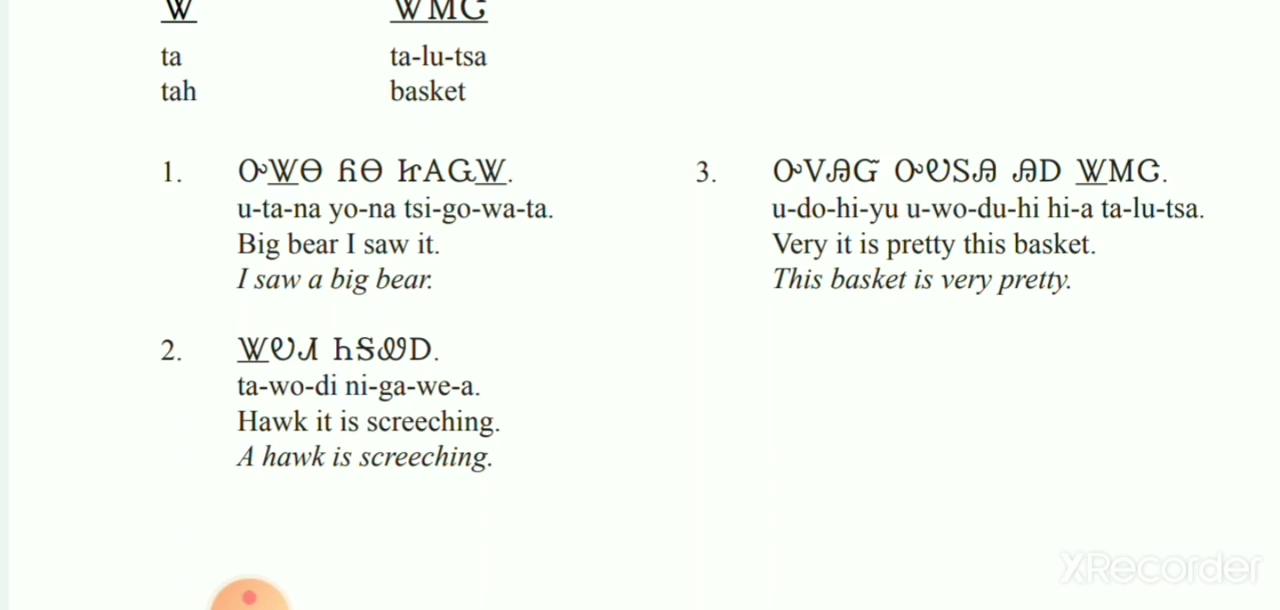 Ꮤ ᏔᎷᏣ
ta ta-lu-tsa
tah basket
1. ᎤᏔᎾ ᏲᎾ ᏥᎪᏩᏔ.
u-ta-na yo-na tsi-go-wa-ta.
Big bear I saw it.
I saw a big bear.
2. ᏔᏬᏗ ᏂᎦᏪᎠ.
ta-wo-di ni-ga-we-a.
Hawk it is screeching.
A hawk is screeching.
3. ᎤᏙᎯᏳ ᎤᏬᏚᎯ ᎯᎠ ᏔᎷᏣ.
u-do-hi-yu u-wo-du-hi hi-a ta-lu-tsa.
Very it is pretty this basket.
This basket is very pretty.
XRecorder